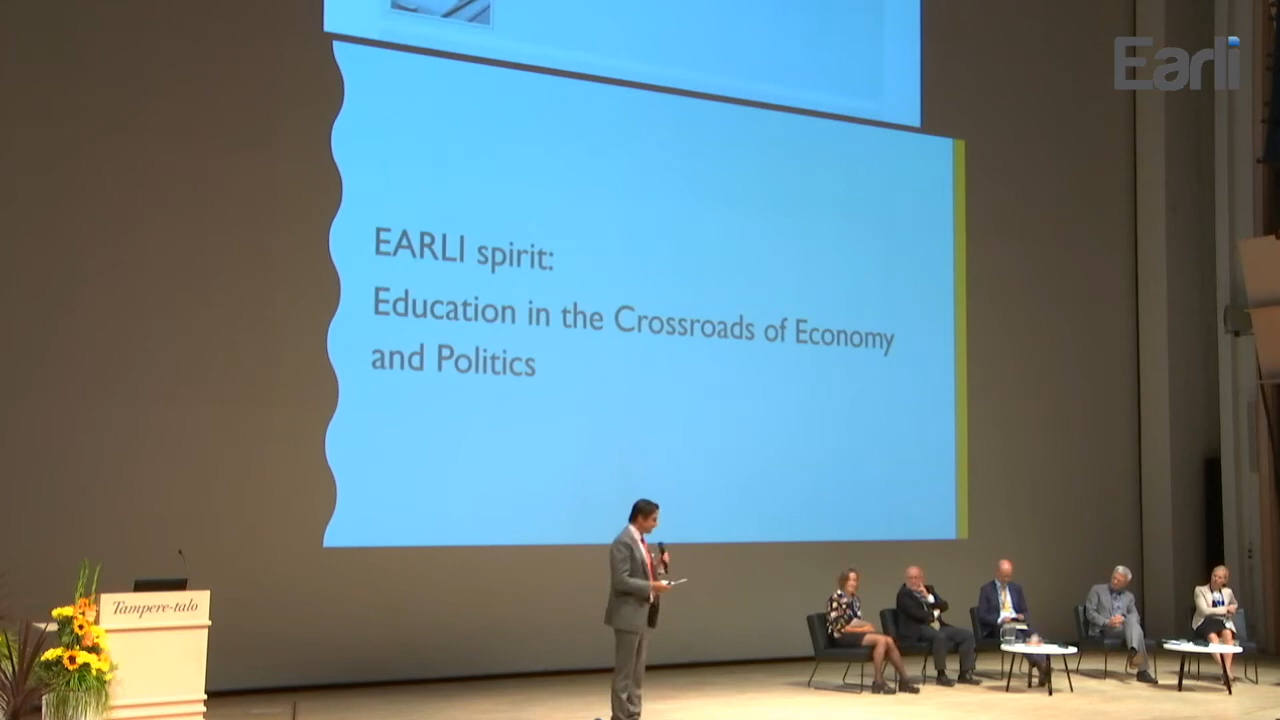 Earli
EARLI spirit:
Education in the Crossroads of Economy
and Politics
Tampere-talo